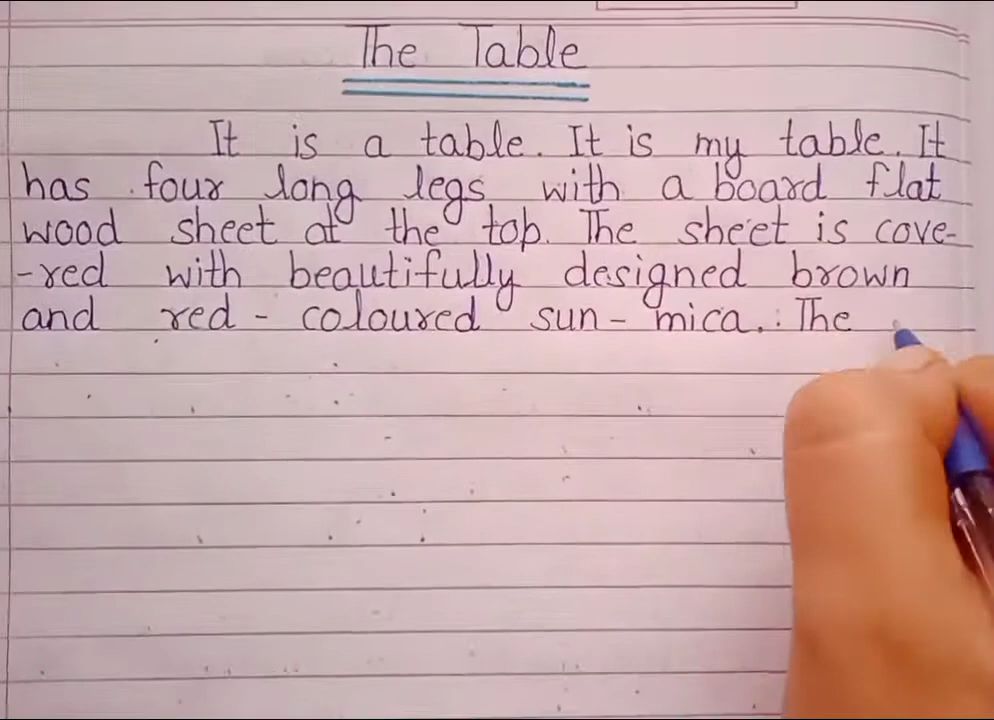 The Table
It is a table. It is my table. It
has four long legs with a board flat
wood sheet at the top. The sheet is cove-
-red with beautifully designed brown
and red - coloured sun - mica. The